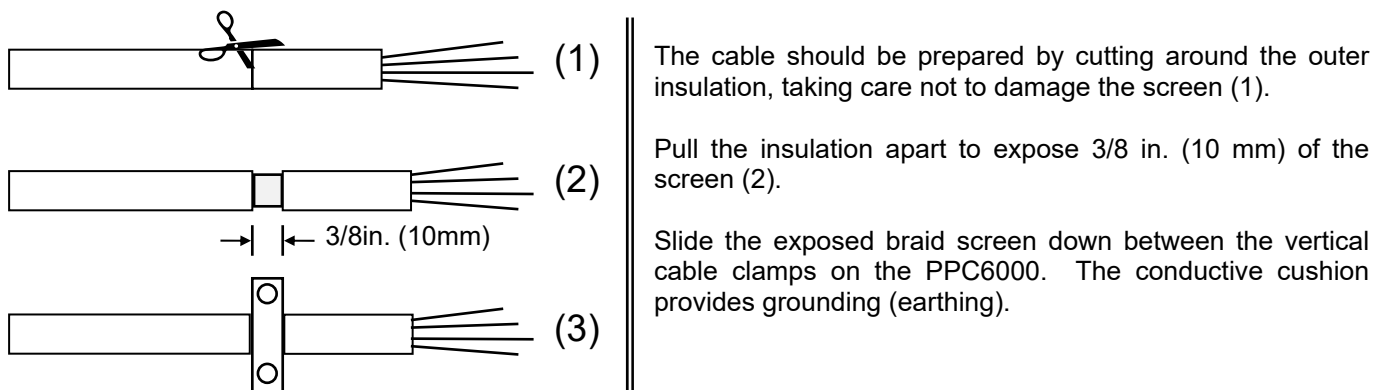 (1)
(2)
3/8in. (10mm)
(3)
The cable should be prepared by cutting around the outer
insulation, taking care not to damage the screen (1).
Pull the insulation apart to expose 3/8 in. (10 mm) of the
screen (2).
Slide the exposed braid screen down between the vertical
cable clamps on the PPC6000. The conductive cushion
provides grounding (earthing).